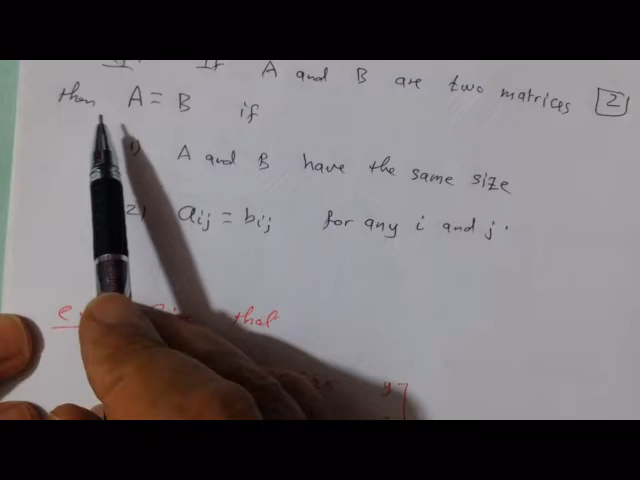 If A and B are two matrices 2
then A = B if
1) A and B have the same size
2) aij = bij for any i and j.
that
y